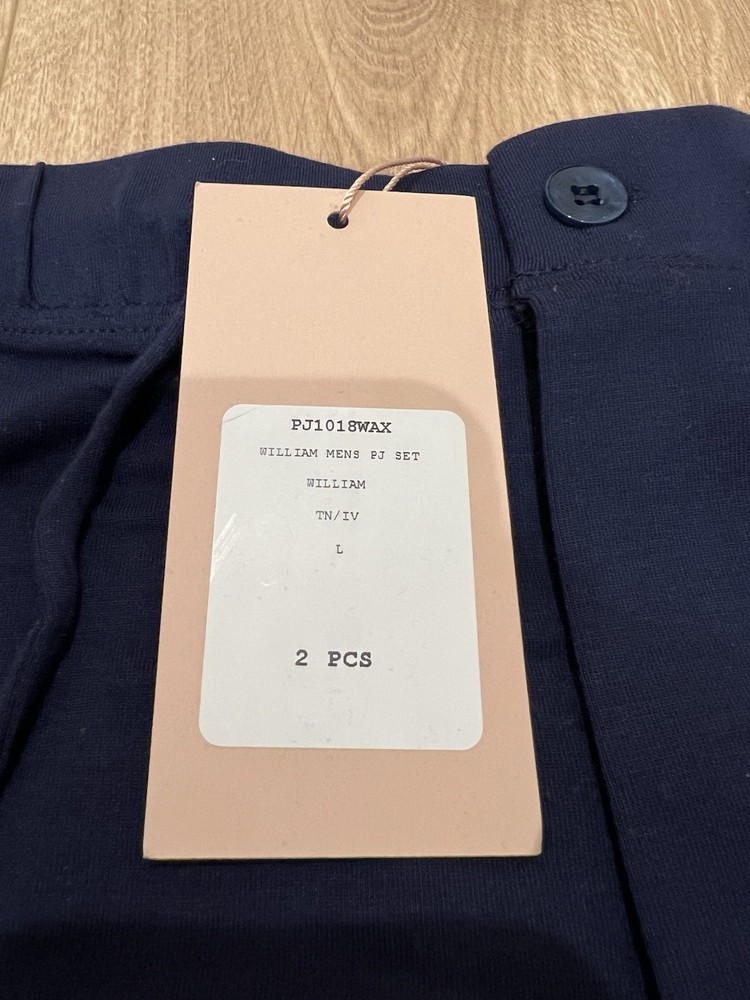 PJ1018WAX
WILLIAM MENS PJ SET
WILLIAM
TN/IV
L
2 PCS